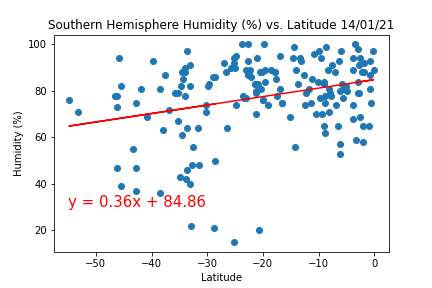 Southern Hemisphere Humidity (%) vs. Latitude 14/01/21
100
80
60
40
20
Humidity (%)
y = 0.36x + 84.86
−50
−40
−30
−20
−10
0
Latitude